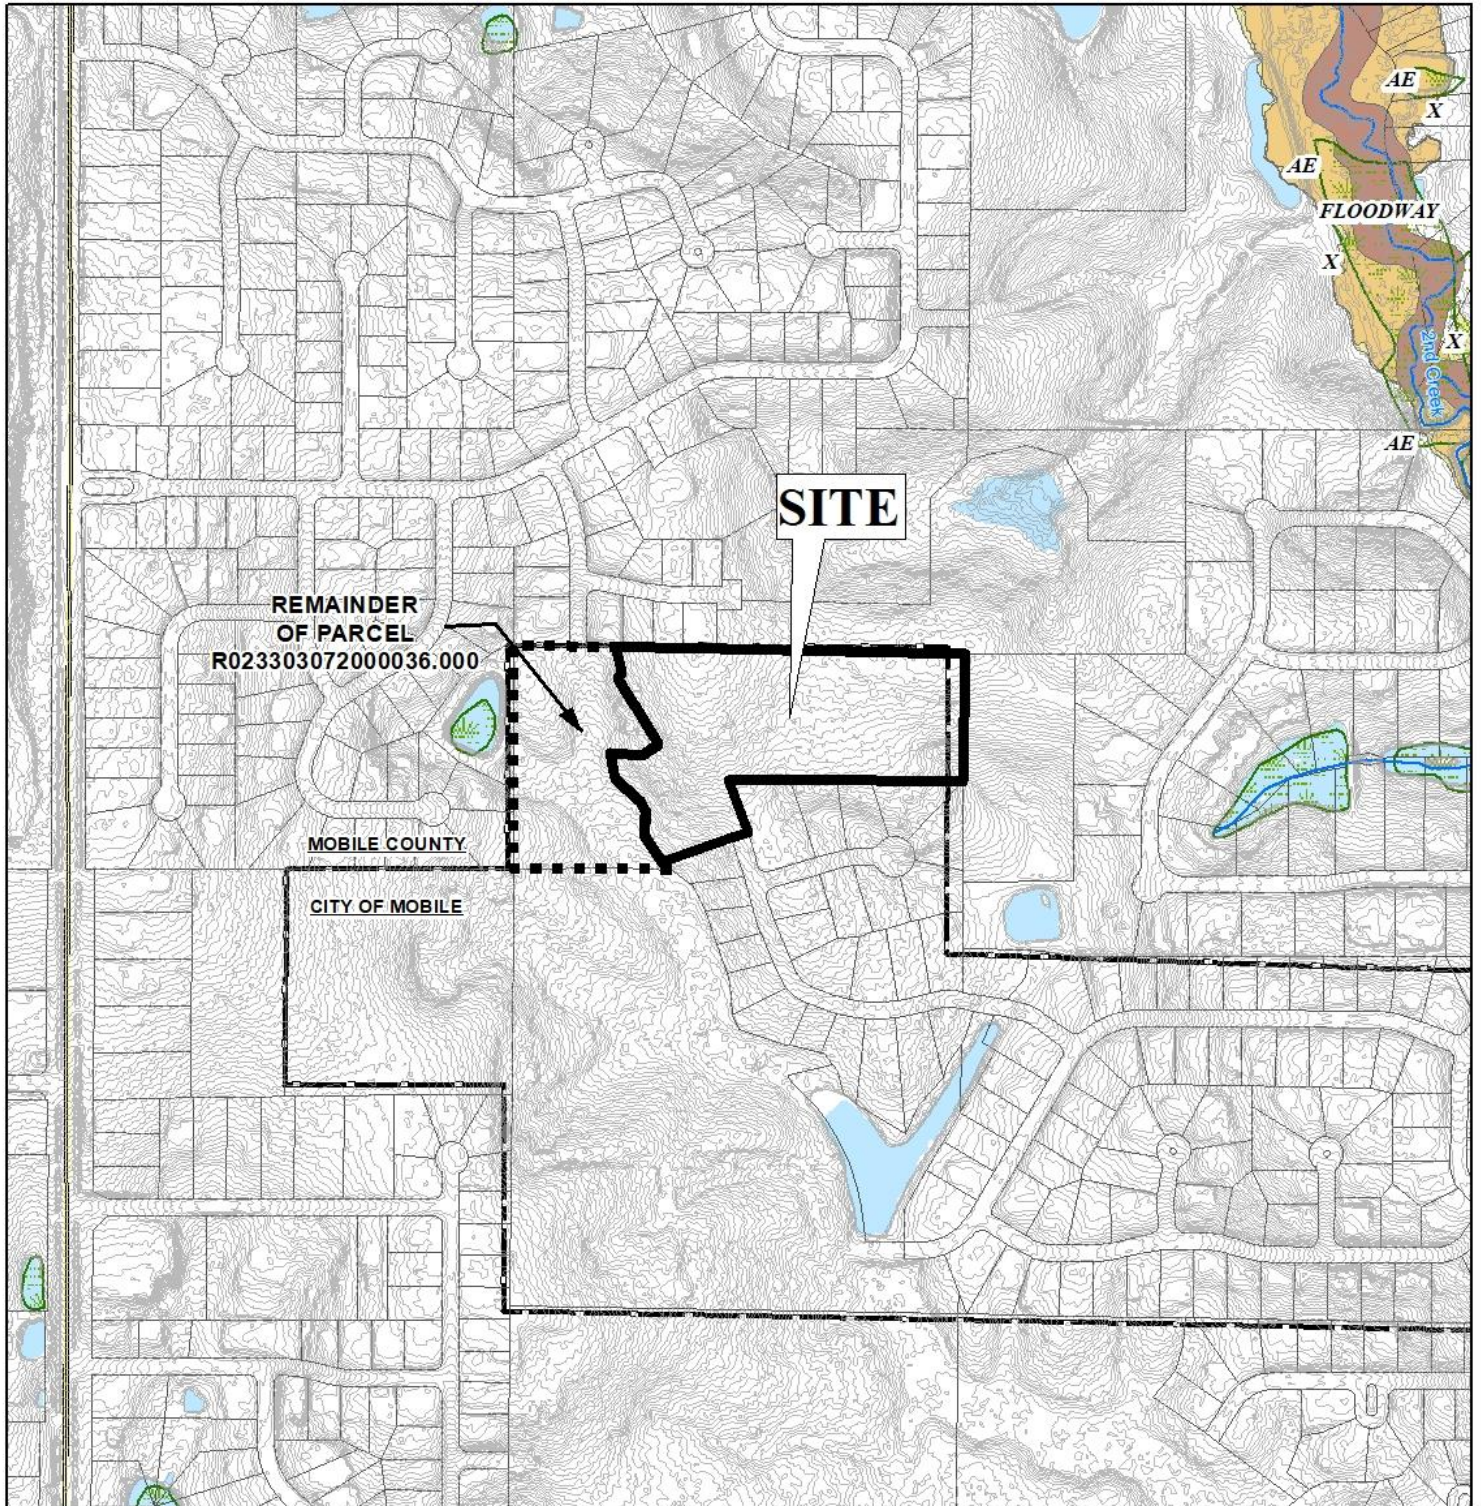 AE
X
AE
FLOODWAY
X
X
2nd Creek
AE
SITE
REMAINDER
OF PARCEL
R023303072000036.000
MOBILE COUNTY
CITY OF MOBILE